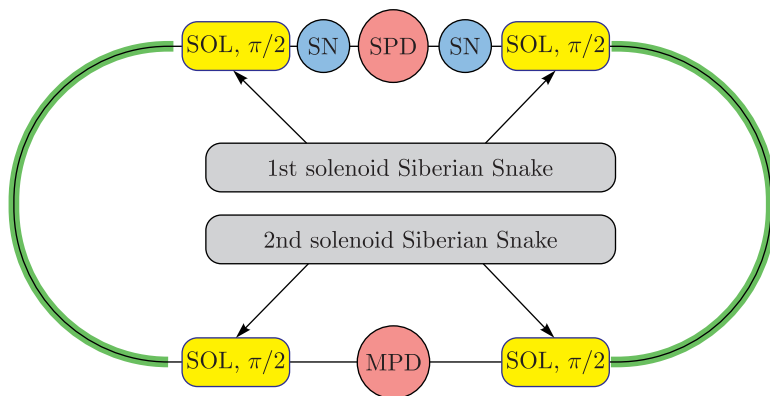 SOL, π/2 SN SPD SN SOL, π/2
1st solenoid Siberian Snake
2nd solenoid Siberian Snake
SOL, π/2 MPD SOL, π/2